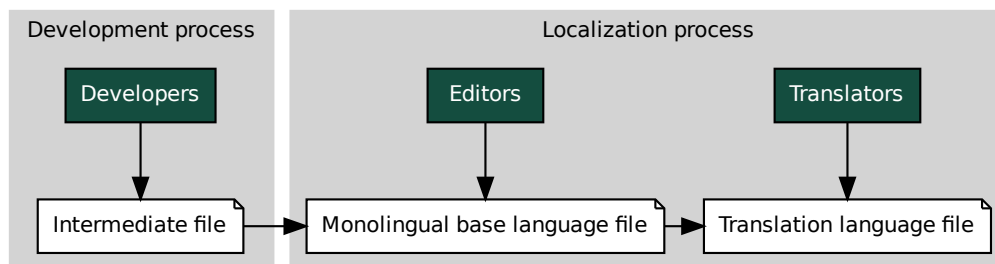 Development process
Localization process
Developers
Editors
Translators
Intermediate file
Monolingual base language file
Translation language file